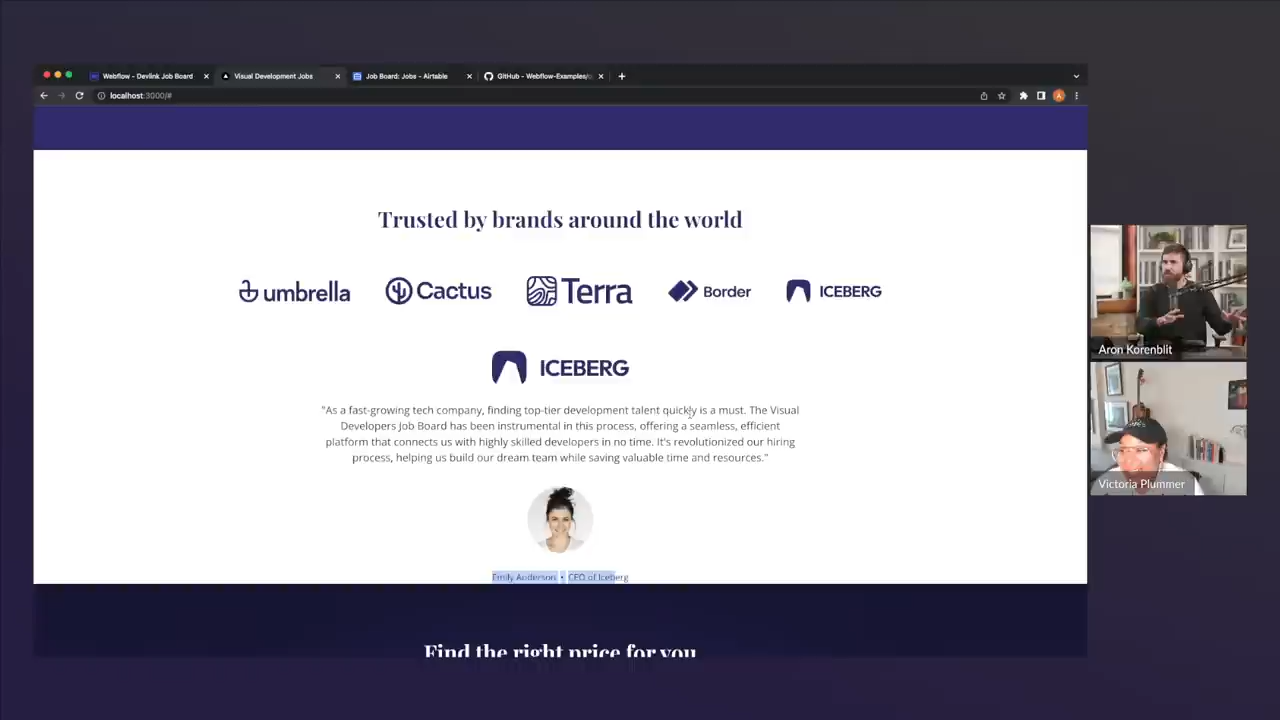 Webflow - Devlink Job Board
Visual Development Jobs
Job Board: Jobs - Airtable
GitHub - Webflow-Examples/
localhost:3000/#
Trusted by brands around the world
umbrella
Cactus
Terra
Border
ICEBERG
ICEBERG
"As a fast-growing tech company, finding top-tier development talent quickly is a must. The Visual
Developers Job Board has been instrumental in this process, offering a seamless, efficient
platform that connects us with highly skilled developers in no time. It's revolutionized our hiring
process, helping us build our dream team while saving valuable time and resources."
Emily Anderson • CEO of Iceberg
Find the right price for you
Aron Korenblit
Victoria Plummer